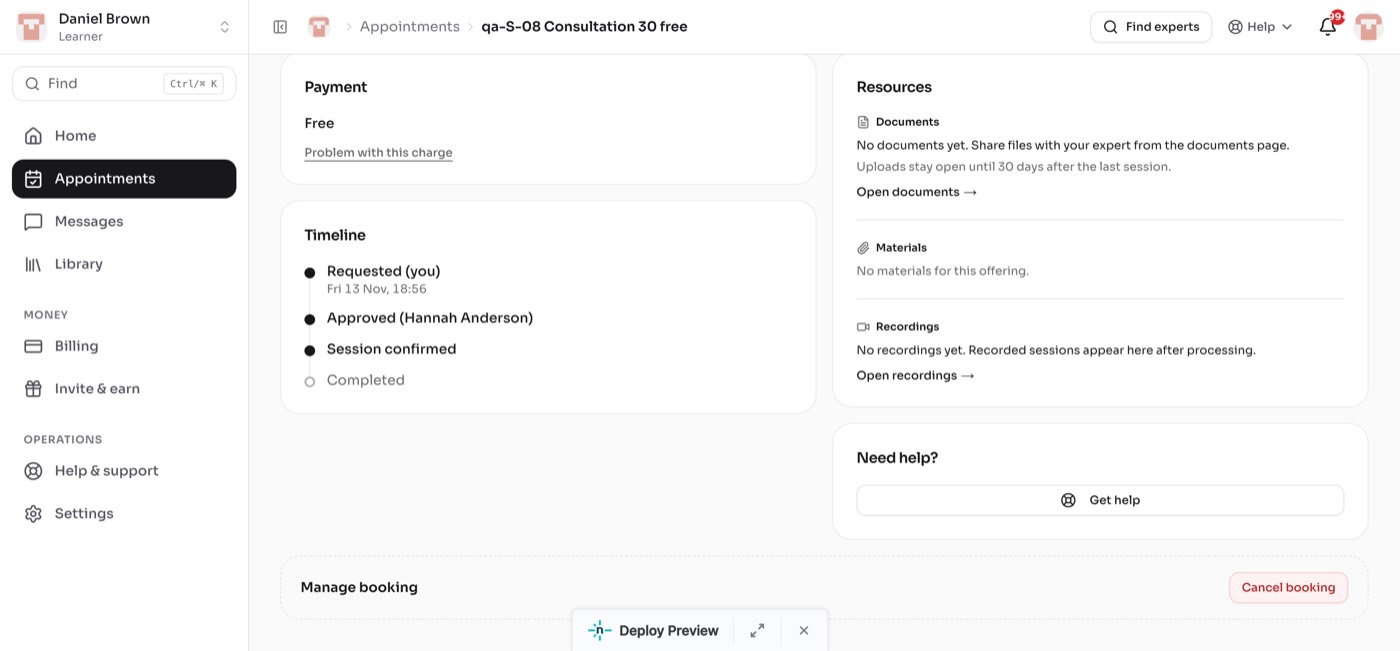 Daniel Brown
Learner
Find
Ctrl/⌘ K
Home
Appointments
Messages
Library
MONEY
Billing
Invite & earn
OPERATIONS
Help & support
Settings
Appointments
qa-S-08 Consultation 30 free
Find experts
Help
99+
Payment
Free
Problem with this charge
Timeline
Requested (you)
Fri 13 Nov, 18:56
Approved (Hannah Anderson)
Session confirmed
Completed
Resources
Documents
No documents yet. Share files with your expert from the documents page.
Uploads stay open until 30 days after the last session.
Open documents →
Materials
No materials for this offering.
Recordings
No recordings yet. Recorded sessions appear here after processing.
Open recordings →
Need help?
Get help
Manage booking
Cancel booking
Deploy Preview